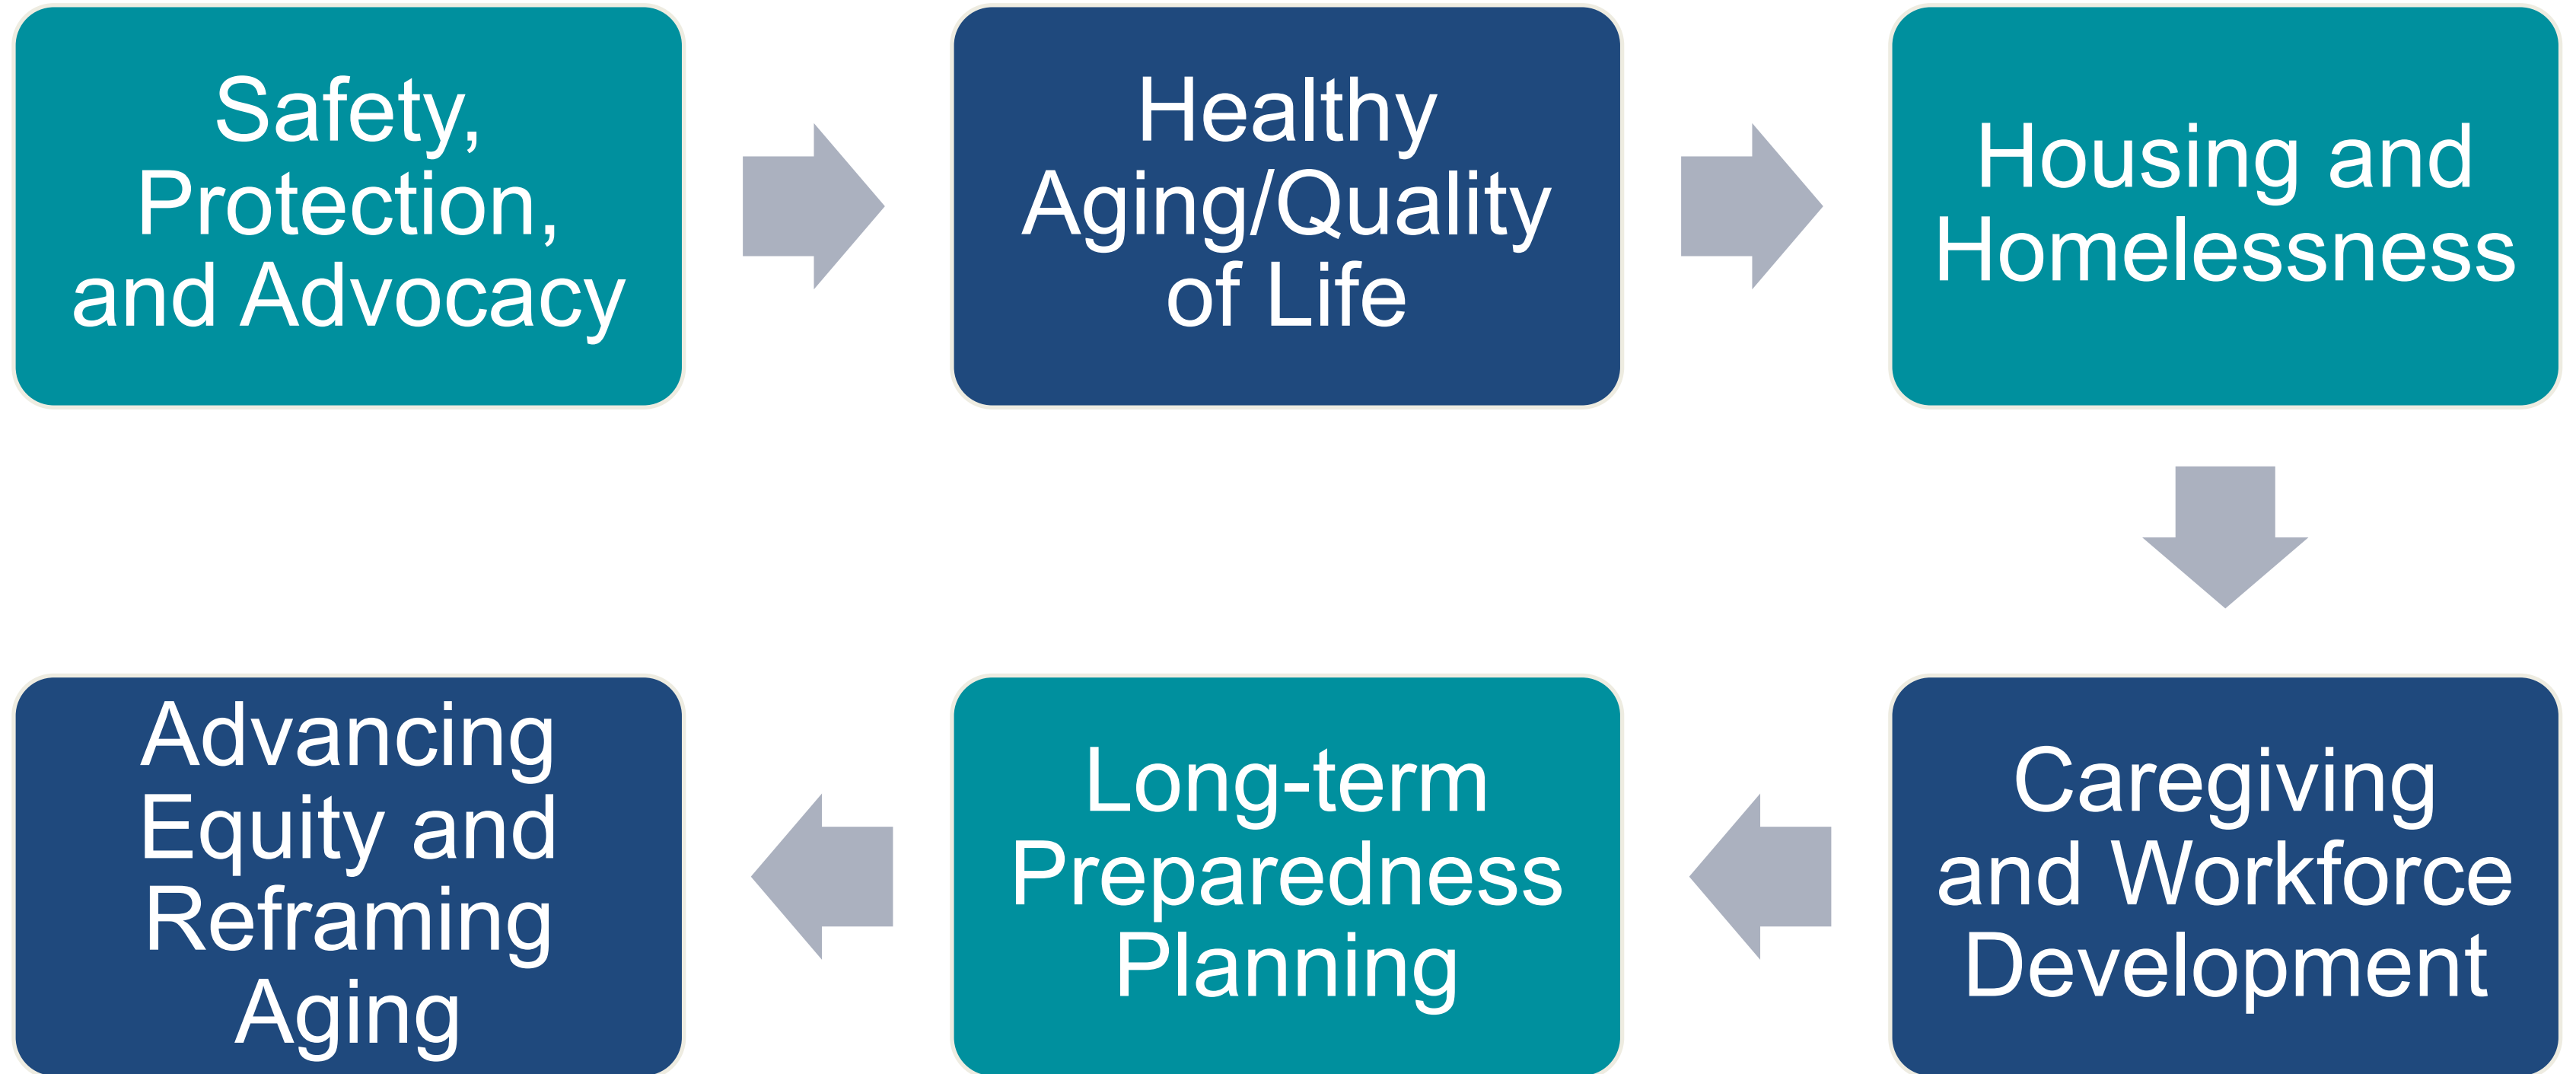 Safety,
Protection,
and Advocacy
Healthy
Aging/Quality
of Life
Housing and
Homelessness
Caregiving
and Workforce
Development
Long-term
Preparedness
Planning
Advancing
Equity and
Reframing
Aging